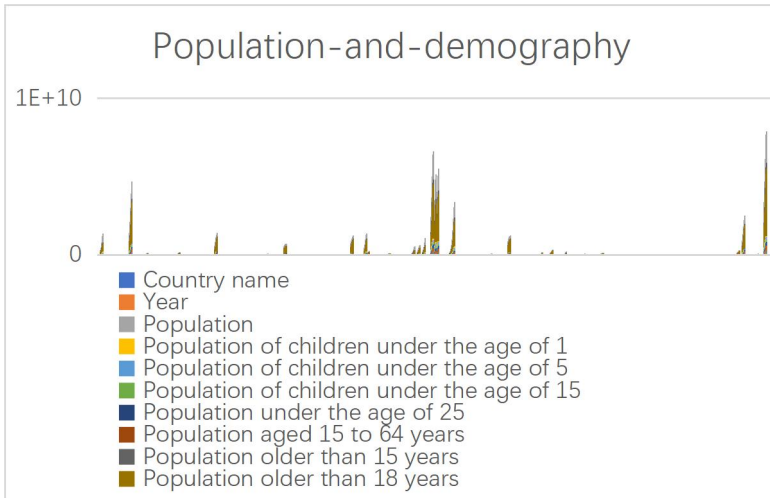 Population-and-demography
1E+10
0
Country name
Year
Population
Population of children under the age of 1
Population of children under the age of 5
Population of children under the age of 15
Population under the age of 25
Population aged 15 to 64 years
Population older than 15 years
Population older than 18 years